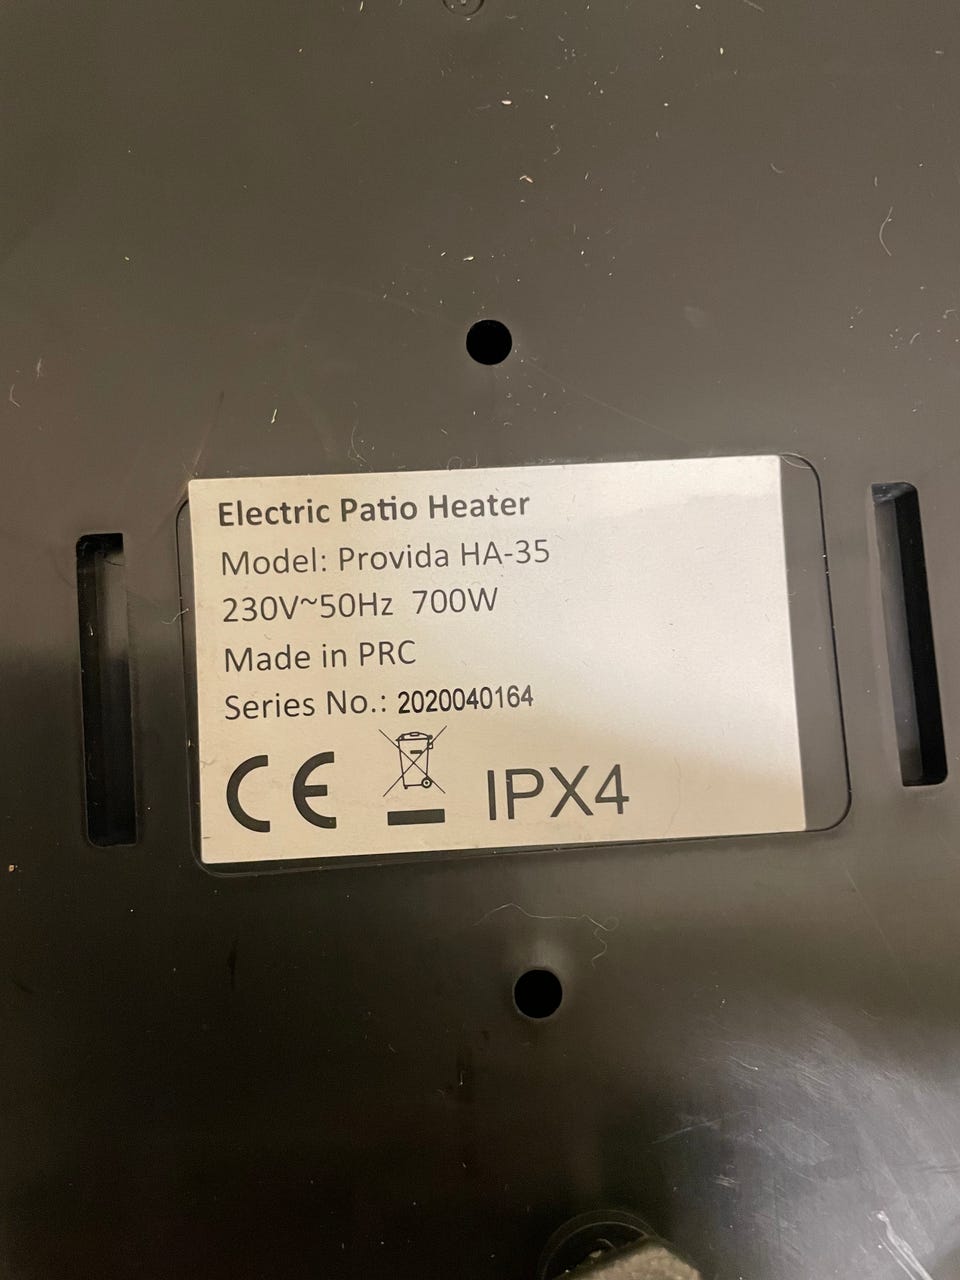 Electric Patio Heater
Model: Provida HA-35
230V~50Hz 700W
Made in PRC
Series No.: 2020040164
CE IPX4